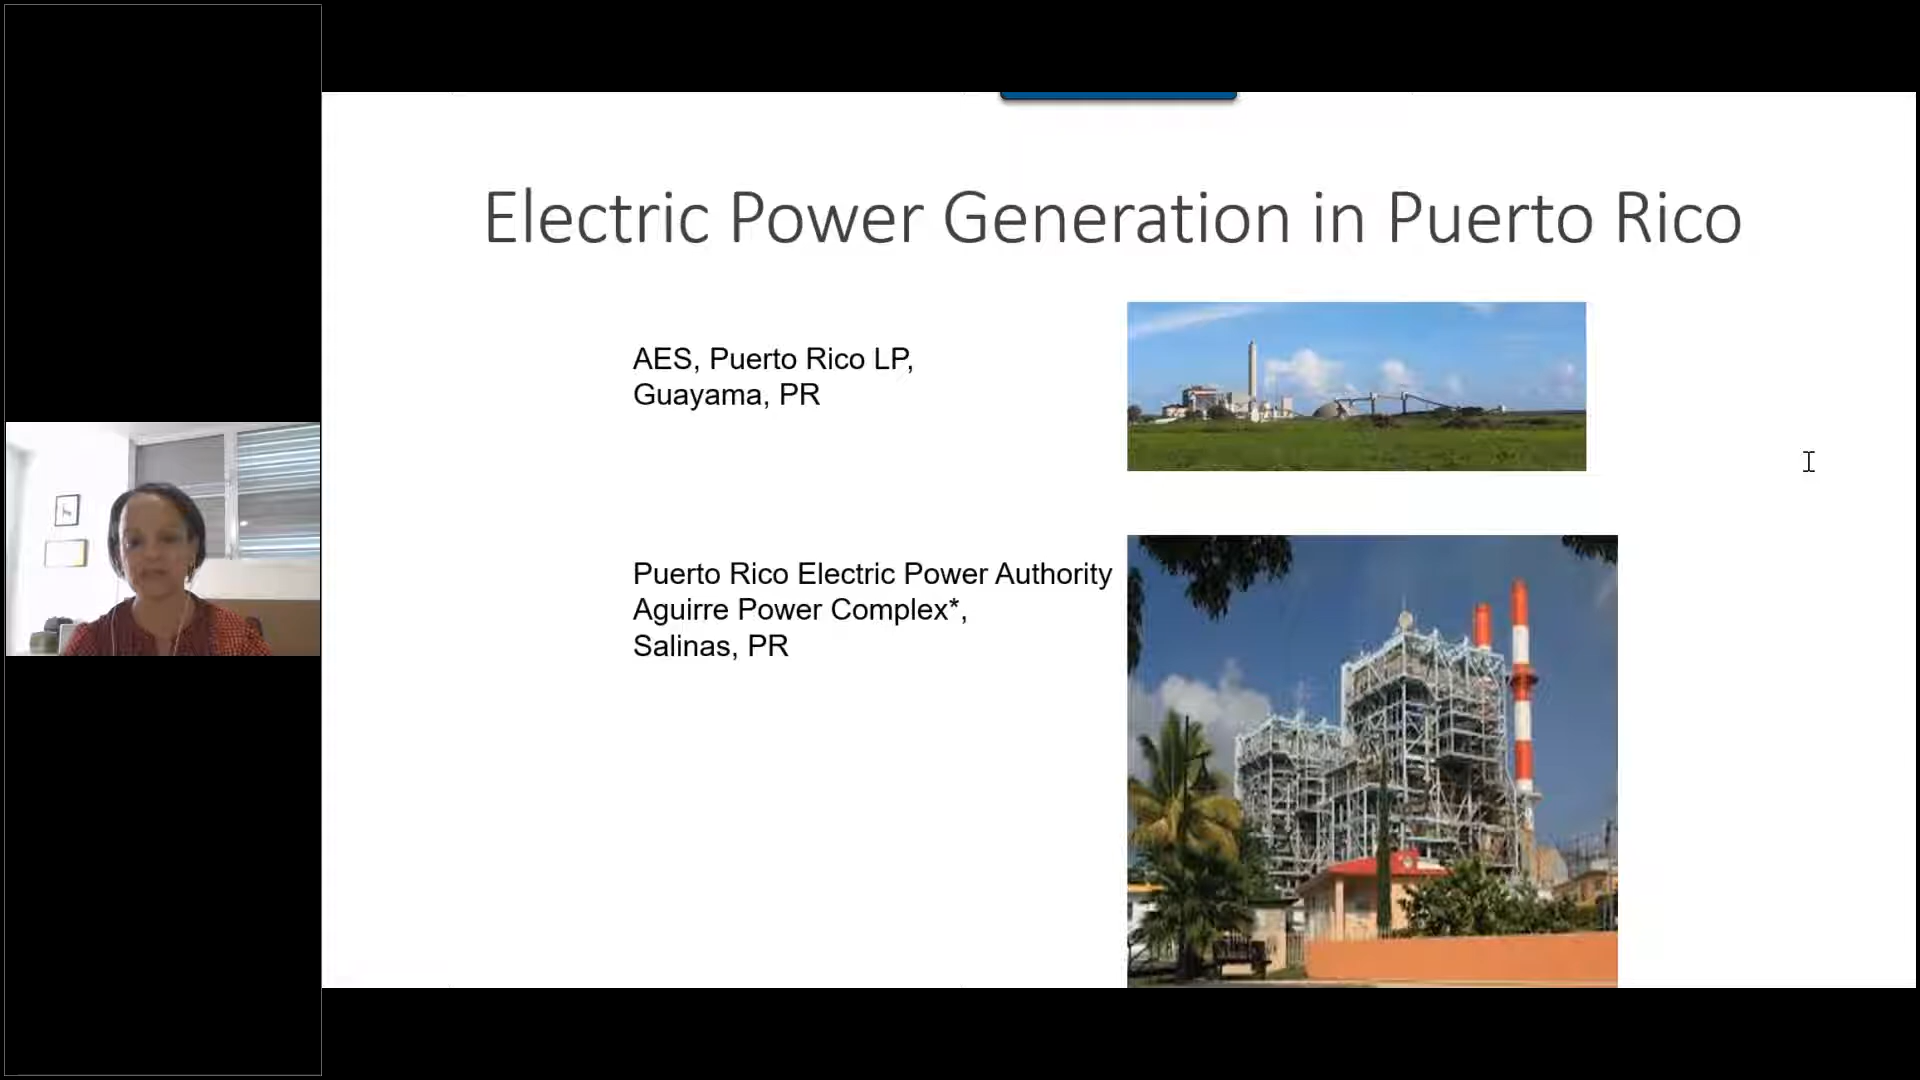 Electric Power Generation in Puerto Rico
AES, Puerto Rico LP,
Guayama, PR
Puerto Rico Electric Power Authority
Aguirre Power Complex*,
Salinas, PR